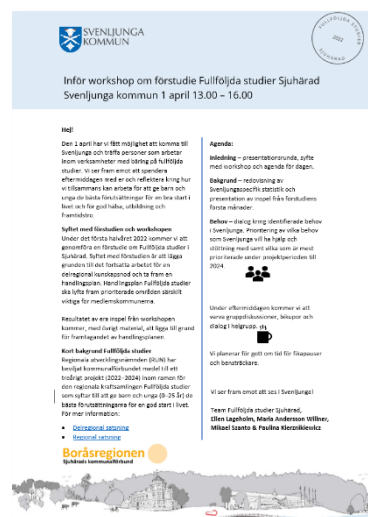 SVENLJUNGA
KOMMUN
FULLFÖLJDA STUDIER
2022
SJUHÄRAD
Inför workshop om förstudie Fullföljda studier Sjuhärad
Svenljunga kommun 1 april 13.00 – 16.00
Hej!
Den 1 april har vi fått möjlighet att komma till
Svenljunga och träffa personer som arbetar
inom verksamheter med bäring på fullföljda
studier. Vi ser fram emot att spendera
eftermiddagen med er och reflektera kring hur
vi tillsammans kan arbeta för att ge barn och
unga de bästa förutsättningar för en bra start i
livet och för god hälsa, utbildning och
framtidstro.
Syftet med förstudien och workshopen
Under det första halvåret 2022 kommer vi att
genomföra en förstudie om Fullföljda studier i
Sjuhärad. Syftet med förstudien är att lägga
grunden till det fortsatta arbetet för en
delregional kunskapsnod och ta fram en
handlingsplan. Handlingsplan Fullföljda studier
ska lyfta fram prioriterade områden särskilt
viktiga för medlemskommunerna.
Resultatet av era inspel från workshopen
kommer, med övrigt material, att ligga till grund
för framtagandet av handlingsplanen.
Kort bakgrund Fullföljda studier
Regionala utvecklingsnämnden (RUN) har
beviljat kommunalförbundet medel till ett
treårigt projekt (2022-2024) inom ramen för
den regionala kraftsamlingen Fullföljda studier
som syftar till att ge barn och unga (0–25 år) de
bästa förutsättningarna för en god start i livet.
För mer information:
Delregional satsning
Regional satsning
Boråsregionen
Sjuhärads kommunalförbund
Agenda:
Inledning – presentationsrunda, syfte
med workshop och agenda för dagen.
Bakgrund – redovisning av
Svenljungaspecifik statistik och
presentation av inspel från förstudiens
första månader.
Behov – dialog kring identifierade behov
i Svenljunga. Prioritering av vilka behov
som Svenljunga vill ha hjälp och
stöttning med samt vilka som är mest
prioriterade under projektperioden till
2024.
Under eftermiddagen kommer vi att
varva gruppdiskussioner, bikupor och
dialog i helgrupp.
Vi planerar för gott om tid för fikapauser
och bensträckare.
Vi ser fram emot att ses i Svenljunga!
Team Fullföljda studier Sjuhärad,
Ellen Lageholm, Maria Andersson Willner,
Mikael Szanto & Paulina Kierznikiewicz